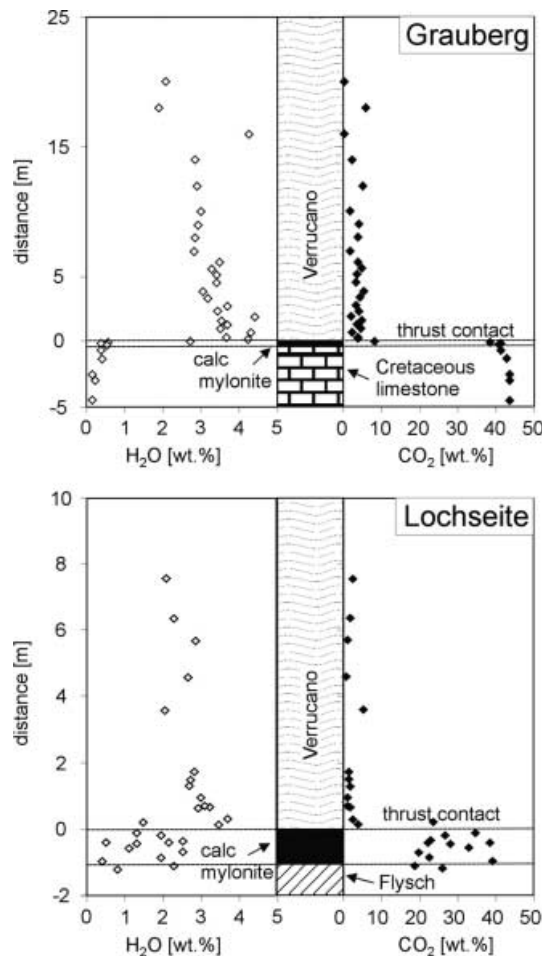 Grauberg
25
15
5
0
-5
distance [m]
Verrucano
thrust contact
calc
mylonite
Cretaceous
limestone
0 1 2 3 4 5 0 10 20 30 40 50
H2O [wt.%] CO2 [wt.%]
Lochseite
10
8
6
4
2
0
-2
distance [m]
Verrucano
thrust contact
calc
mylonite
Flysch
0 1 2 3 4 5 0 10 20 30 40 50
H2O [wt.%] CO2 [wt.%]